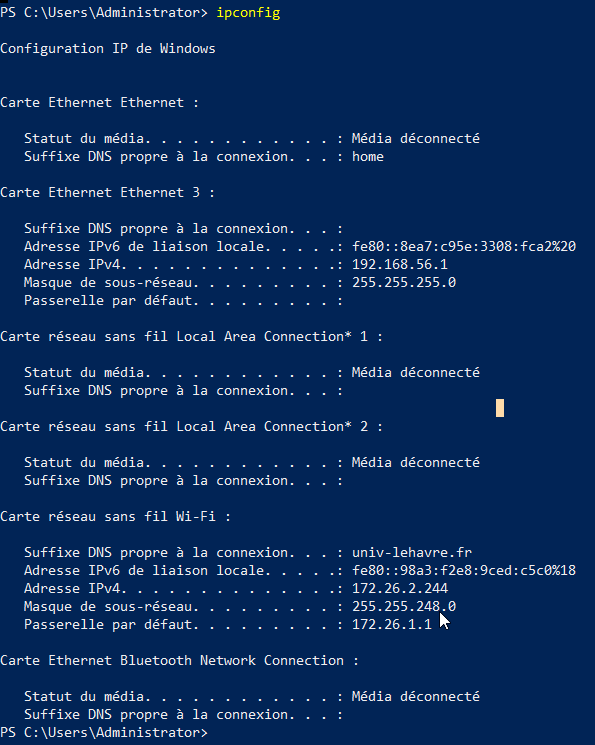 PS C:\Users\Administrator> ipconfig
Configuration IP de Windows
Carte Ethernet Ethernet :
Statut du média. . . . . . . . . . . . : Média déconnecté
Suffixe DNS propre à la connexion. . . : home
Carte Ethernet Ethernet 3 :
Suffixe DNS propre à la connexion. . . :
Adresse IPv6 de liaison locale. . . . .: fe80::8ea7:c95e:3308:fca2%20
Adresse IPv4. . . . . . . . . . . . . .: 192.168.56.1
Masque de sous-réseau. . . . . . . . . : 255.255.255.0
Passerelle par défaut. . . . . . . . . :
Carte réseau sans fil Local Area Connection* 1 :
Statut du média. . . . . . . . . . . . : Média déconnecté
Suffixe DNS propre à la connexion. . . :
Carte réseau sans fil Local Area Connection* 2 :
Statut du média. . . . . . . . . . . . : Média déconnecté
Suffixe DNS propre à la connexion. . . :
Carte réseau sans fil Wi-Fi :
Suffixe DNS propre à la connexion. . . : univ-lehavre.fr
Adresse IPv6 de liaison locale. . . . .: fe80::98a3:f2e8:9ced:c5c0%18
Adresse IPv4. . . . . . . . . . . . . .: 172.26.2.244
Masque de sous-réseau. . . . . . . . . : 255.255.248.0
Passerelle par défaut. . . . . . . . . : 172.26.1.1
Carte Ethernet Bluetooth Network Connection :
Statut du média. . . . . . . . . . . . : Média déconnecté
Suffixe DNS propre à la connexion. . . :
PS C:\Users\Administrator>